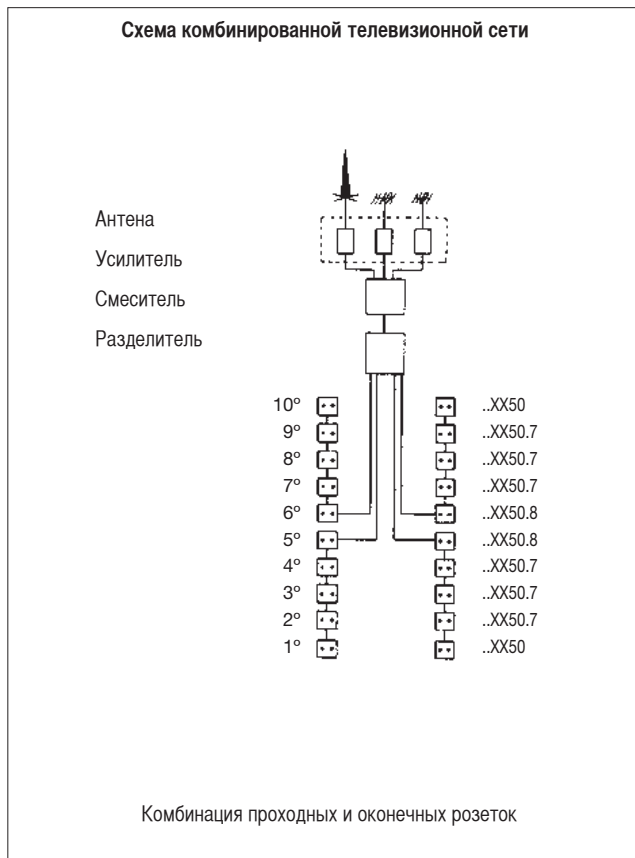 Схема комбинированной телевизионной сети
Антена
Усилитель
Смеситель
Разделитель
10º ..XX50
9º ..XX50.7
8º ..XX50.7
7º ..XX50.7
6º ..XX50.8
5º ..XX50.8
4º ..XX50.7
3º ..XX50.7
2º ..XX50.7
1º ..XX50
Комбинация проходных и оконечных розеток